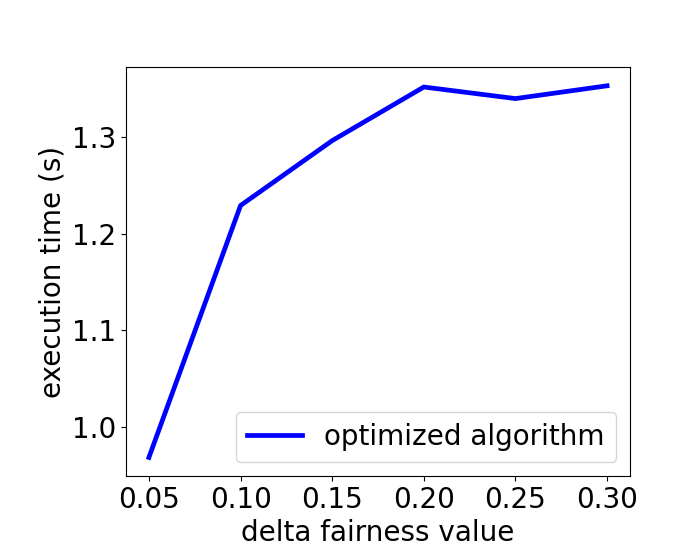 execution time (s)
1.3
1.2
1.1
1.0
optimized algorithm
0.05 0.10 0.15 0.20 0.25 0.30
delta fairness value